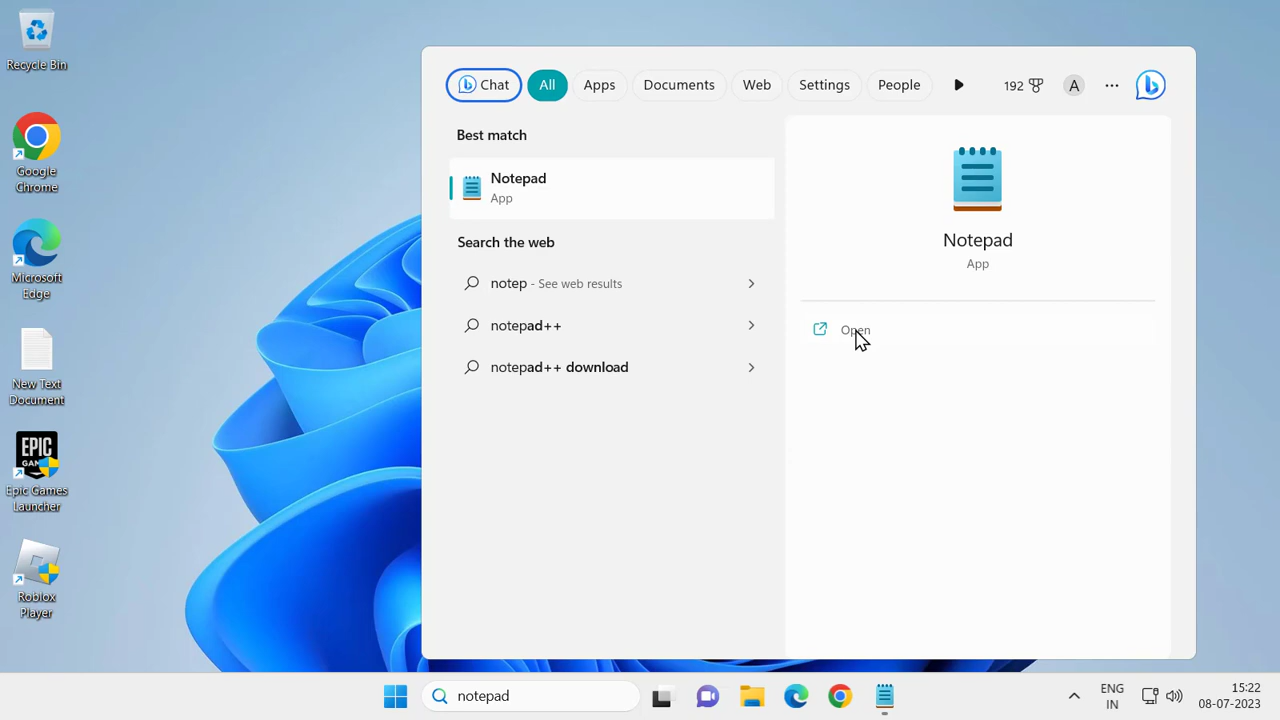 Recycle Bin
Google
Chrome
Microsoft
Edge
New Text
Document
EPIC
GAMES
Epic Games
Launcher
Roblox
Player
Chat
All
Apps
Documents
Web
Settings
People
192
A
...
Best match
Notepad
App
Search the web
notep - See web results
notepad++
notepad++ download
Notepad
App
Open
notepad
ENG
IN
15:22
08-07-2023